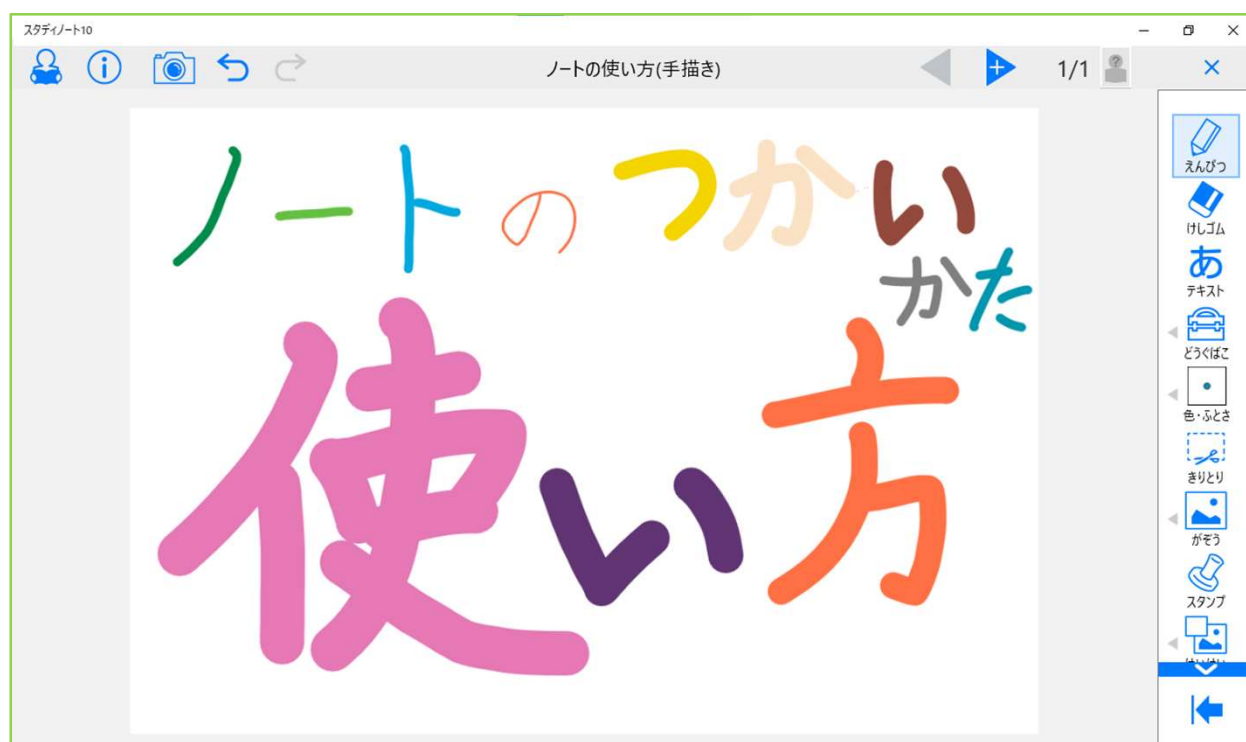 スタディノート10
ノートの使い方(手描き)
1/1
ノートのつかい
かた
使い方
えんぴつ
けしゴム
あ
テキスト
どうぐばこ
色・ふとさ
きりとり
がぞう
スタンプ